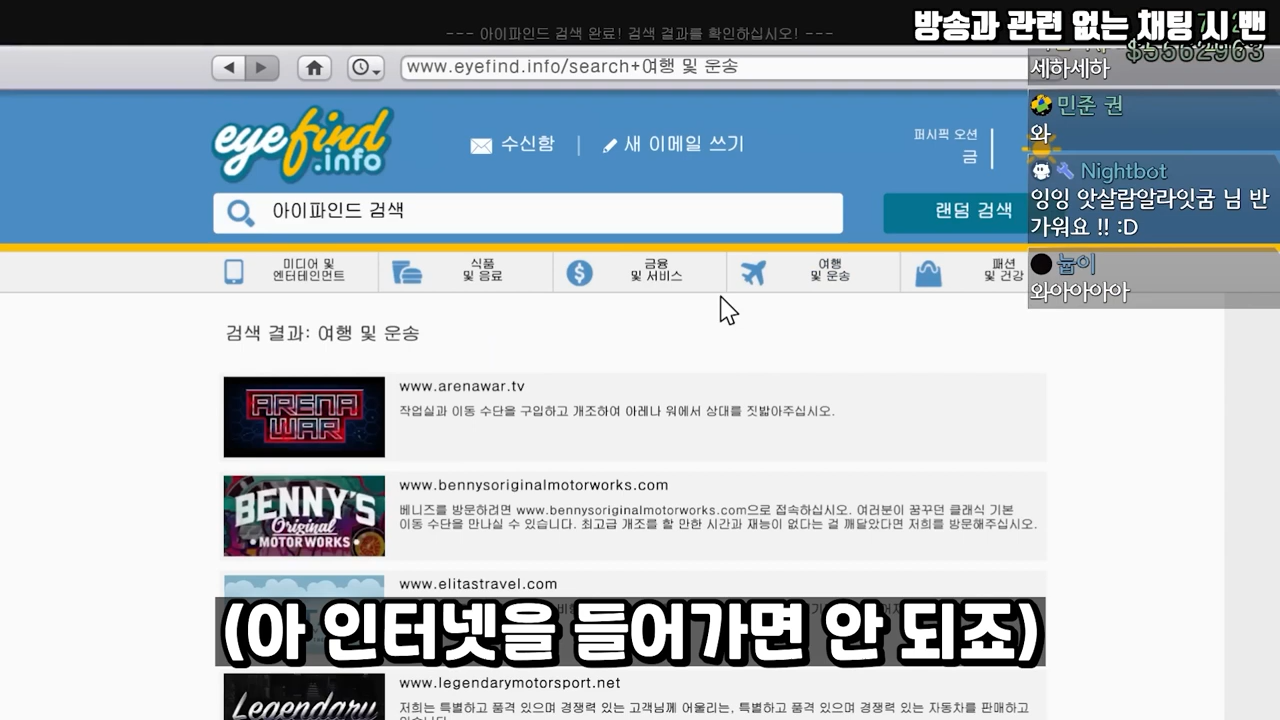 방송과 관련 없는 채팅 시 밴
--- 아이파인드 검색 완료! 검색 결과를 확인하십시오! ---
$5562963
세하세하
www.eyefind.info/search+여행 및 운송
민준 권
와
eyefind
.info
수신함 | 새 이메일 쓰기
퍼시픽 오션
금
Nightbot
잉잉 앗살람알라잇굼 님 반
가워요 !! :D
아이파인드 검색
랜덤 검색
눕이
와아아아아
미디어 및
엔터테인먼트
식품
및 음료
금융
및 서비스
여행
및 운송
패션
및 건강
검색 결과: 여행 및 운송
ARENA
WAR
www.arenawar.tv
작업실과 이동 수단을 구입하고 개조하여 아레나 워에서 상대를 짓밟아주십시오.
BENNY'S
Original
MOTOR WORKS
www.bennysoriginalmotorworks.com
베니즈를 방문하려면 www.bennysoriginalmotorworks.com으로 접속하십시오. 여러분이 꿈꾸던 클래식 기본
이동 수단을 만나실 수 있습니다. 최고급 개조를 할 만한 시간과 재능이 없다는 걸 깨달았다면 저희를 방문해주십시오.
www.elitastravel.com
(아 인터넷을 들어가면 안 되죠)
Legendary
www.legendarymotorsport.net
저희는 특별하고 품격 있으며 경쟁력 있는 고객님께 어울리는, 특별하고 품격 있으며 경쟁력 있는 자동차를 판매하고